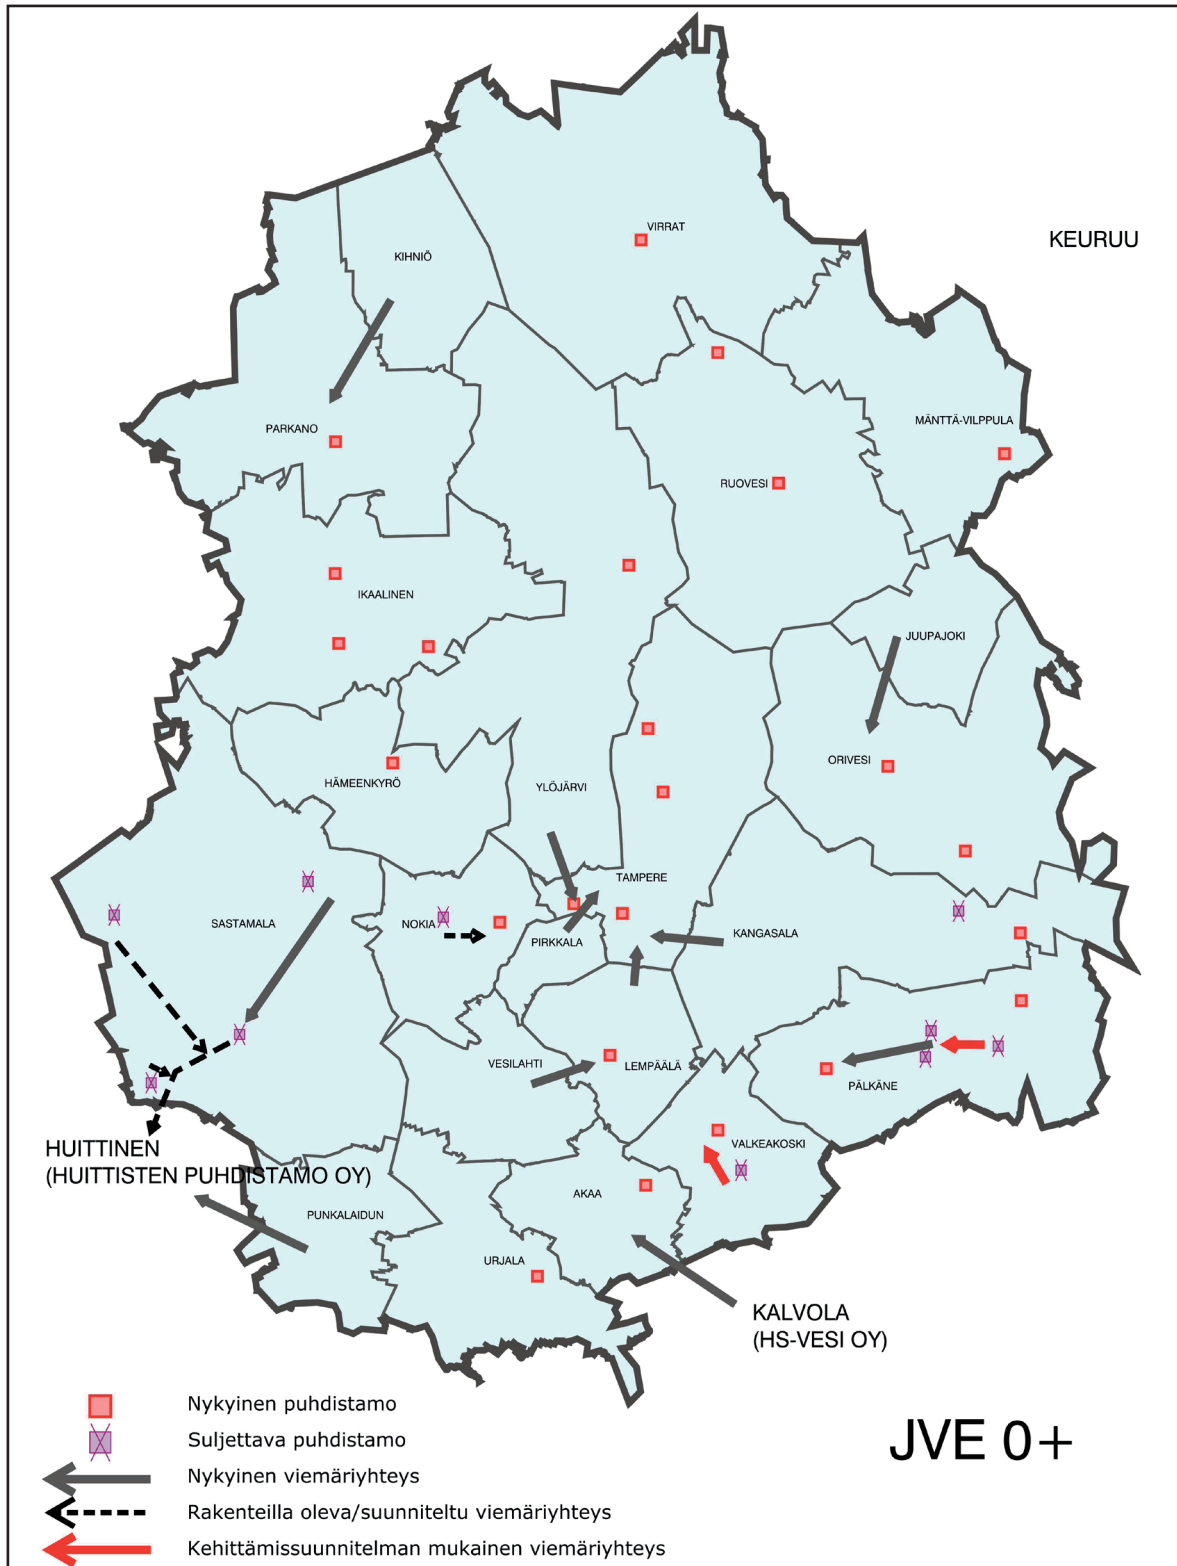 VIRRAT
KEURUU
KIHNIÖ
MÄNTTÄ-VILPPULA
PARKANO
RUOVESI
IKAALINEN
JUUPAJOKI
ORIVESI
HÄMEENKYRÖ
YLÖJÄRVI
TAMPERE
SASTAMALA
NOKIA
PIRKKALA
KANGASALA
VESILAHTI
LEMPÄÄLÄ
PÄLKÄNE
HUITTINEN
(HUITTISTEN PUHDISTAMO OY)
VALKEAKOSKI
AKAA
PUNKALAIDUN
URJALA
KALVOLA
(HS-VESI OY)
Nykyinen puhdistamo
Suljettava puhdistamo
Nykyinen viemäriyhteys
Rakenteilla oleva/suunniteltu viemäriyhteys
Kehittämissuunnitelman mukainen viemäriyhteys
JVE 0+